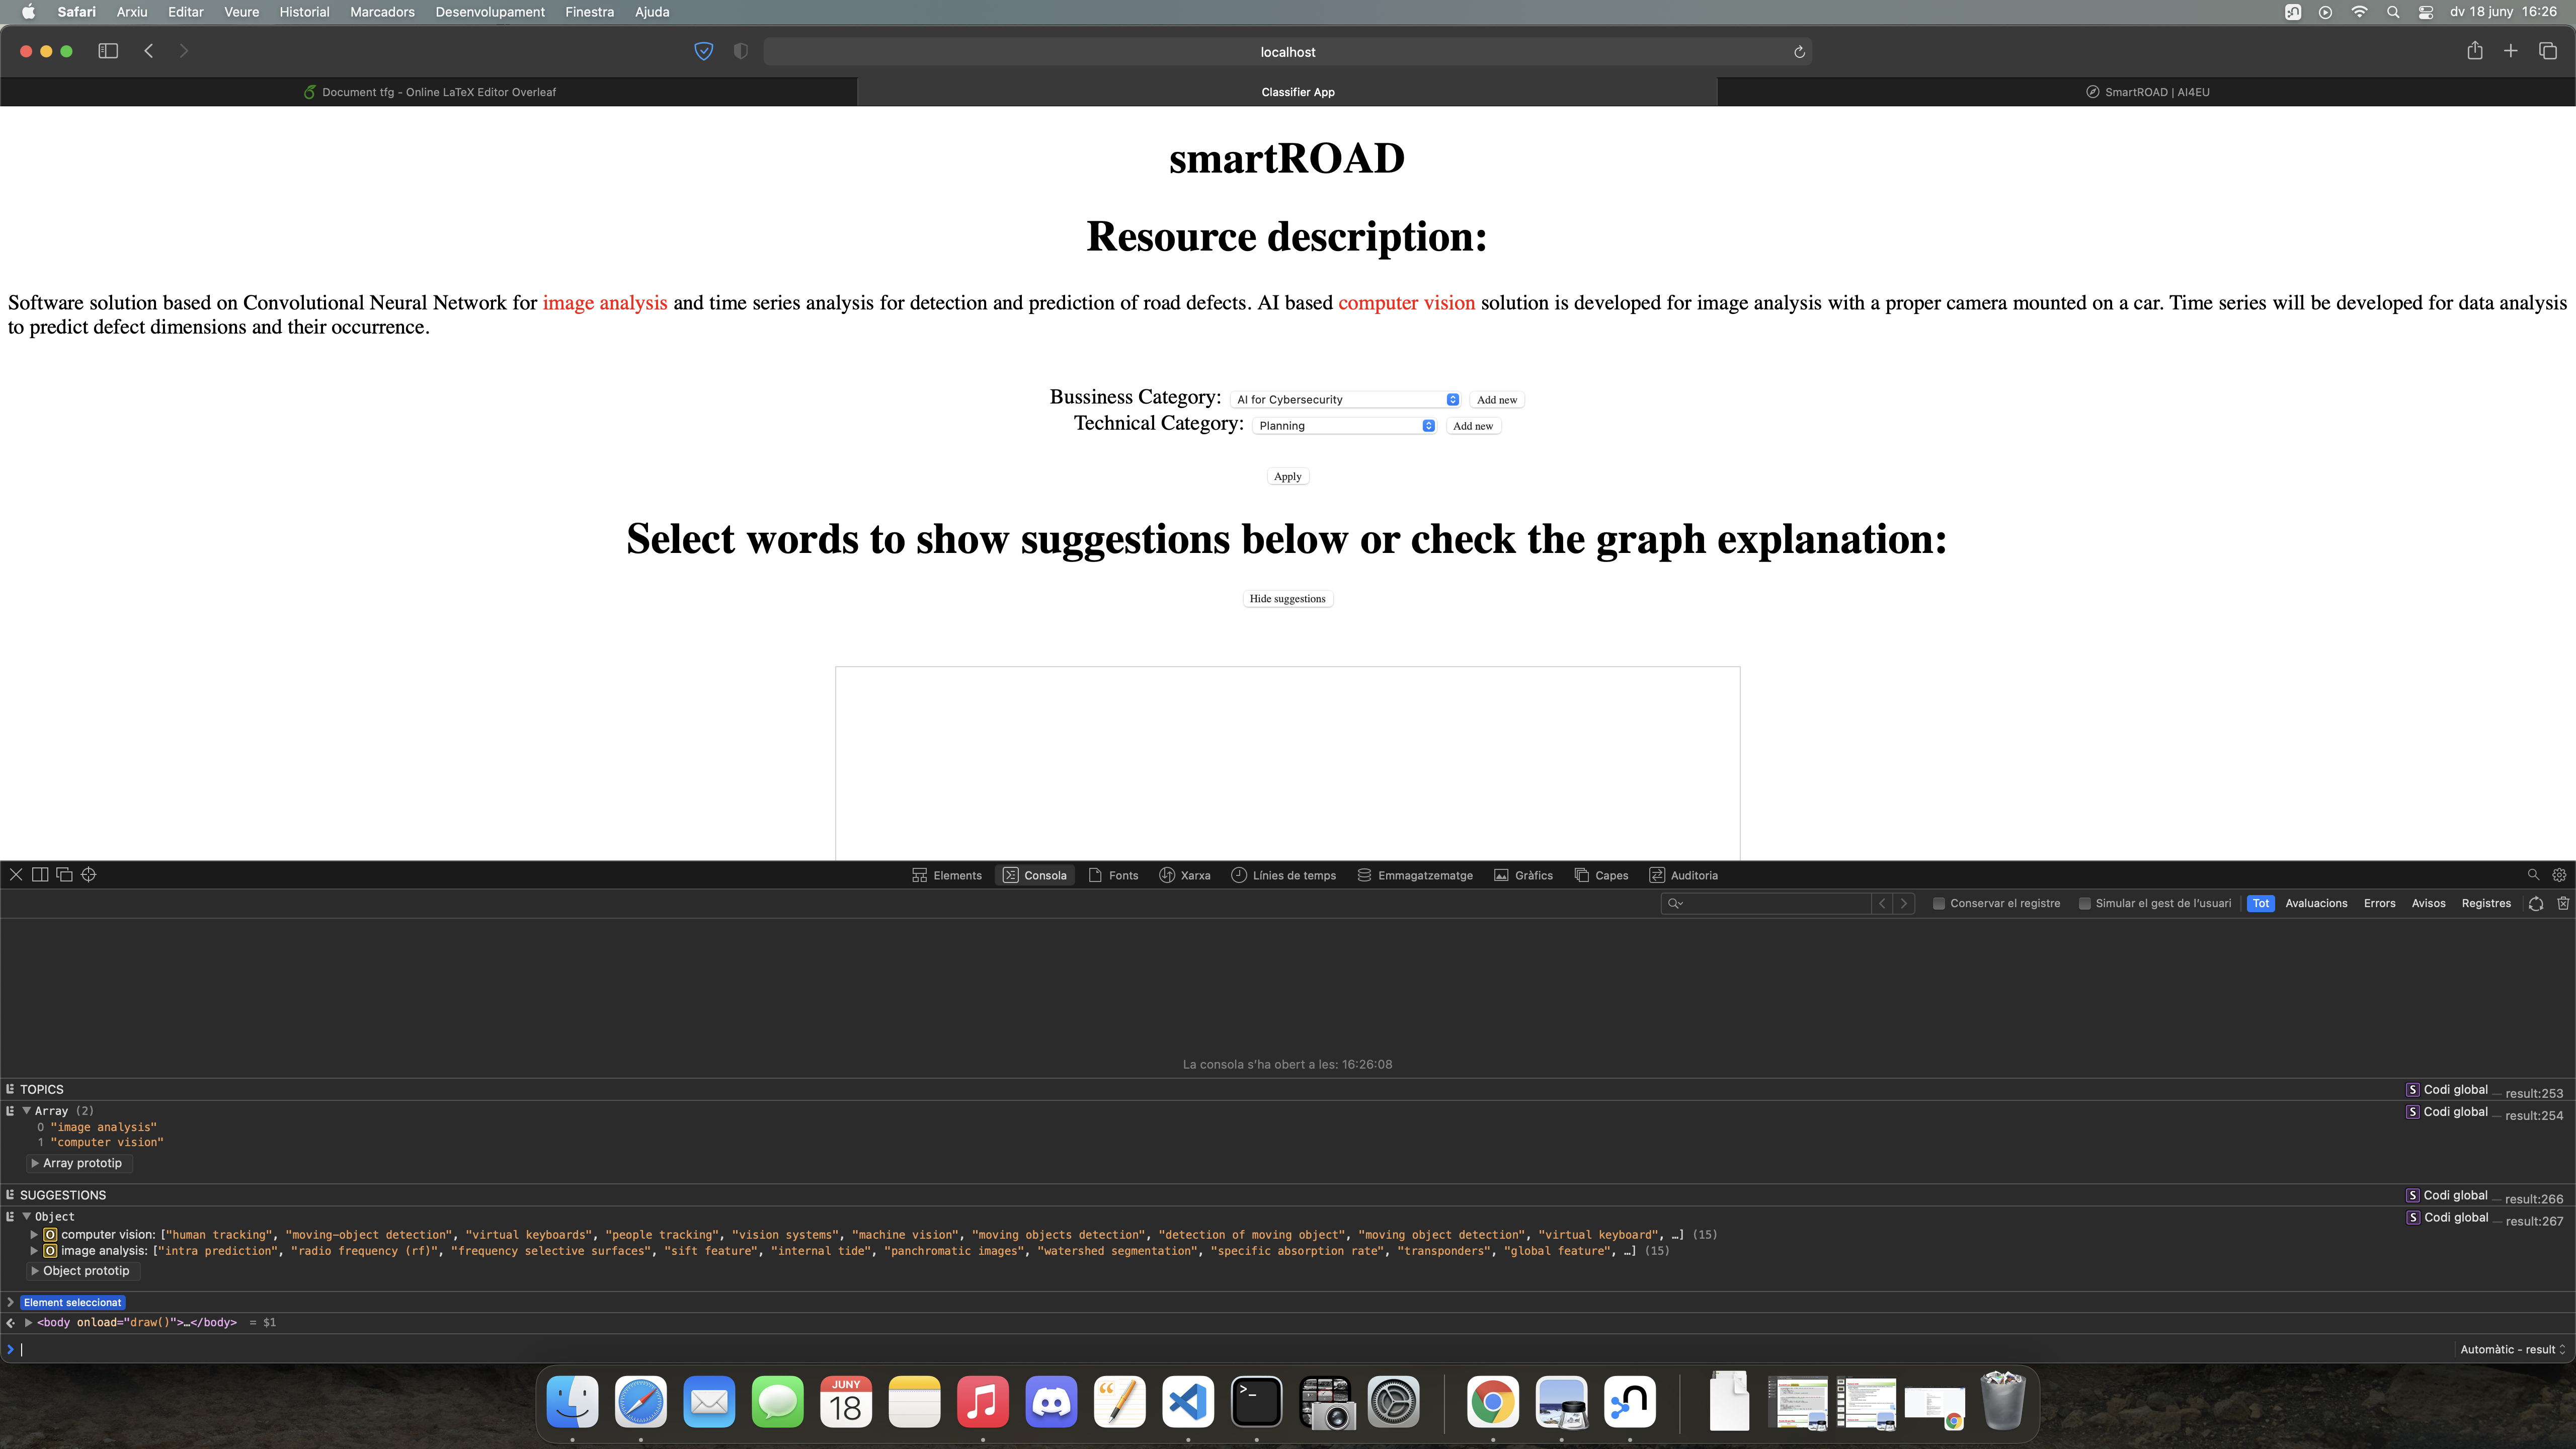 Safari Arxiu Editar Veure Historial Marcadors Desenvolupament Finestra Ajuda dv 18 juny 16:26
localhost
Document tfg - Online LaTeX Editor Overleaf Classifier App SmartROAD | AI4EU
smartROAD
Resource description:
Software solution based on Convolutional Neural Network for image analysis and time series analysis for detection and prediction of road defects. AI based computer vision solution is developed for image analysis with a proper camera mounted on a car. Time series will be developed for data analysis
to predict defect dimensions and their occurrence.
Bussiness Category: AI for Cybersecurity Add new
Technical Category: Planning Add new
Apply
Select words to show suggestions below or check the graph explanation:
Hide suggestions
Elements Consola Fonts Xarxa Línies de temps Emmagatzematge Gràfics Capes Auditoria
Conservar el registre Simular el gest de l'usuari Tot Avaluacions Errors Avisos Registres
La consola s'ha obert a les: 16:26:08
TOPICS S Codi global — result:253
Array (2) S Codi global — result:254
0 "image analysis"
1 "computer vision"
Array prototip
SUGGESTIONS S Codi global — result:266
Object S Codi global — result:267
O computer vision: ["human tracking", "moving-object detection", "virtual keyboards", "people tracking", "vision systems", "machine vision", "moving objects detection", "detection of moving object", "moving object detection", "virtual keyboard", …] (15)
O image analysis: ["intra prediction", "radio frequency (rf)", "frequency selective surfaces", "sift feature", "internal tide", "panchromatic images", "watershed segmentation", "specific absorption rate", "transponders", "global feature", …] (15)
Object prototip
Element seleccionat
<body onload="draw()">…</body> = $1
Automàtic - result
JUNY
18